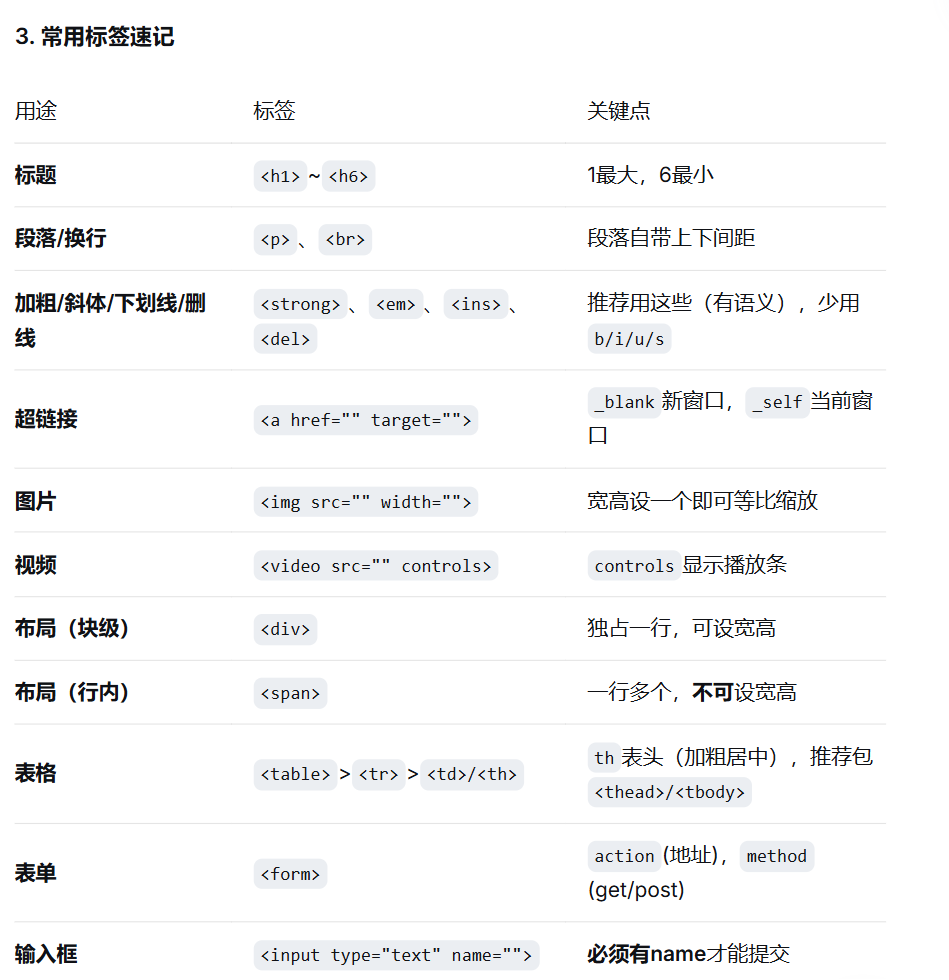 3. 常用标签速记
用途 标签 关键点
标题 <h1> ~ <h6> 1最大，6最小
段落/换行 <p> 、 <br> 段落自带上下间距
加粗/斜体/下划线/删 <strong> 、 <em> 、 <ins> 、 推荐用这些（有语义），少用
线 <del> b/i/u/s
超链接 <a href="" target=""> _blank 新窗口， _self 当前窗
口
图片 <img src="" width=""> 宽高设一个即可等比缩放
视频 <video src="" controls> controls 显示播放条
布局（块级） <div> 独占一行，可设宽高
布局（行内） <span> 一行多个，不可设宽高
表格 <table> > <tr> > <td>/<th> th 表头（加粗居中），推荐包
<thead>/<tbody>
表单 <form> action (地址)， method
(get/post)
输入框 <input type="text" name=""> 必须有name才能提交